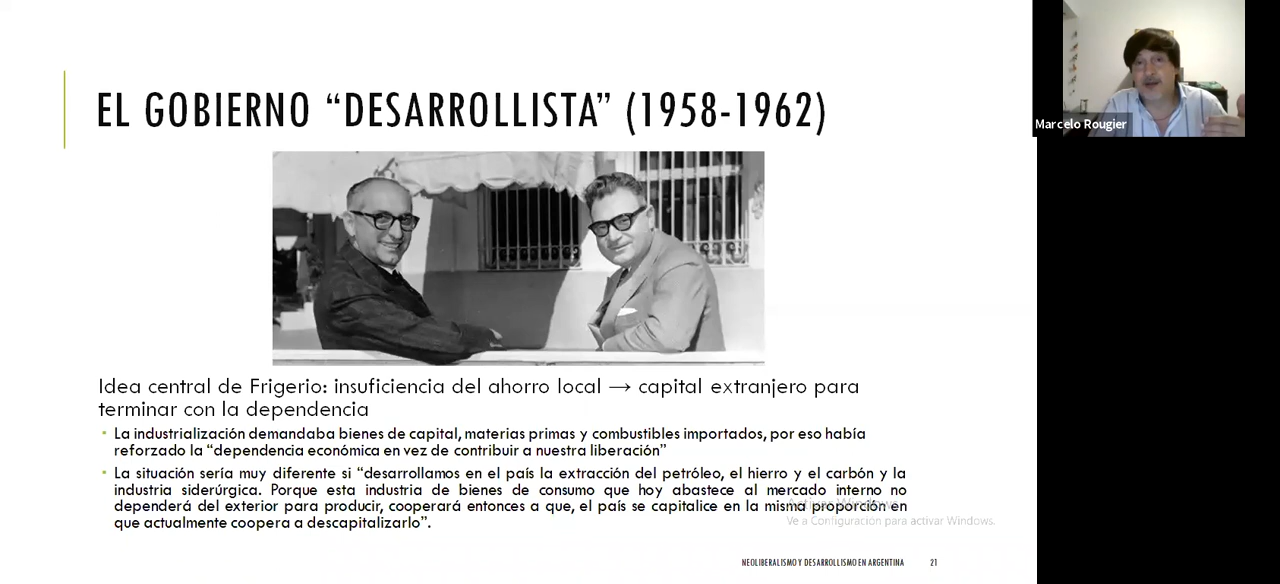 EL GOBIERNO “DESARROLLISTA” (1958-1962)
Marcelo Rougier
Idea central de Frigerio: insuficiencia del ahorro local → capital extranjero para
terminar con la dependencia
• La industrialización demandaba bienes de capital, materias primas y combustibles importados, por eso había
reforzado la “dependencia económica en vez de contribuir a nuestra liberación”
• La situación sería muy diferente si “desarrollamos en el país la extracción del petróleo, el hierro y el carbón y la
industria siderúrgica. Porque esta industria de bienes de consumo que hoy abastece al mercado interno no
dependerá del exterior para producir, cooperará entonces a que, el país se capitalice en la misma proporción en
que actualmente coopera a descapitalizarlo”.
Activar Windows
Ve a Configuración para activar Windows.
NEOLIBERALISMO Y DESARROLLISMO EN ARGENTINA 21